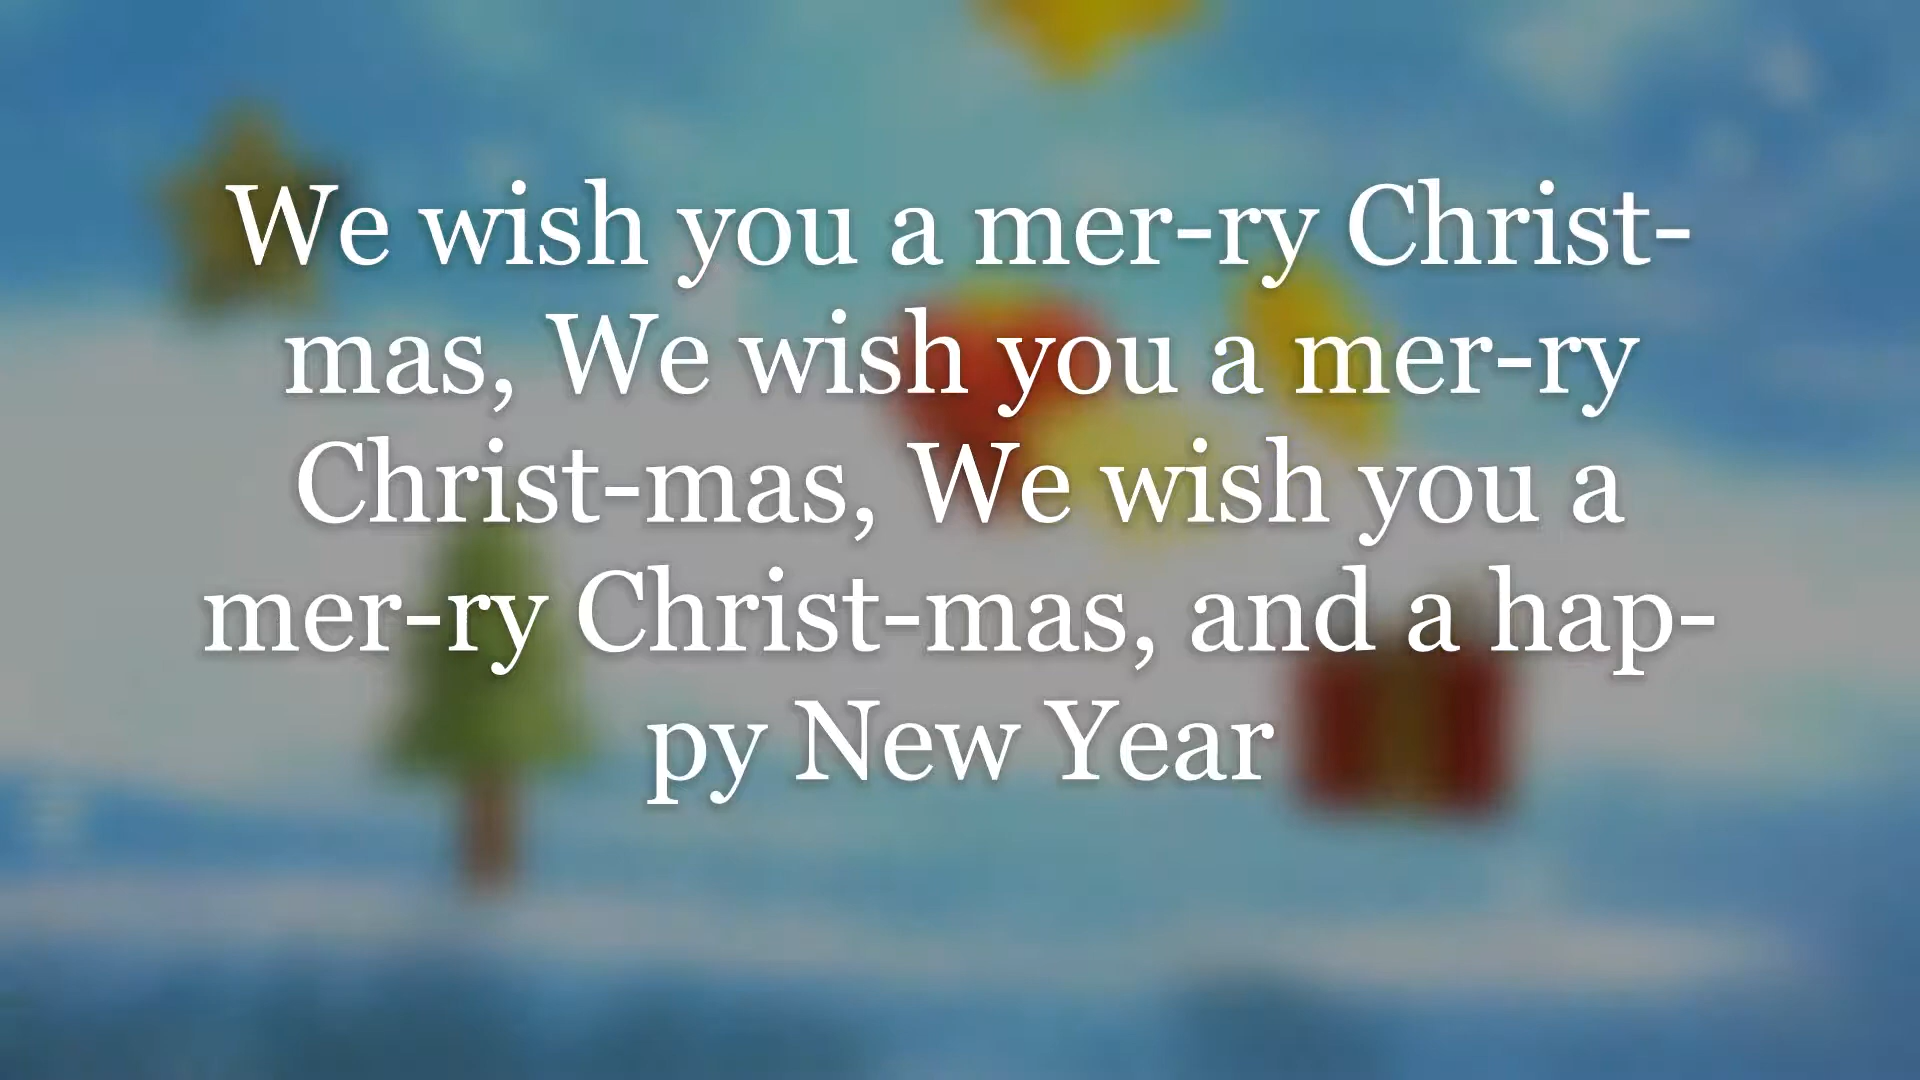 We wish you a mer-ry Christ-
mas, We wish you a mer-ry
Christ-mas, We wish you a
mer-ry Christ-mas, and a hap-
py New Year